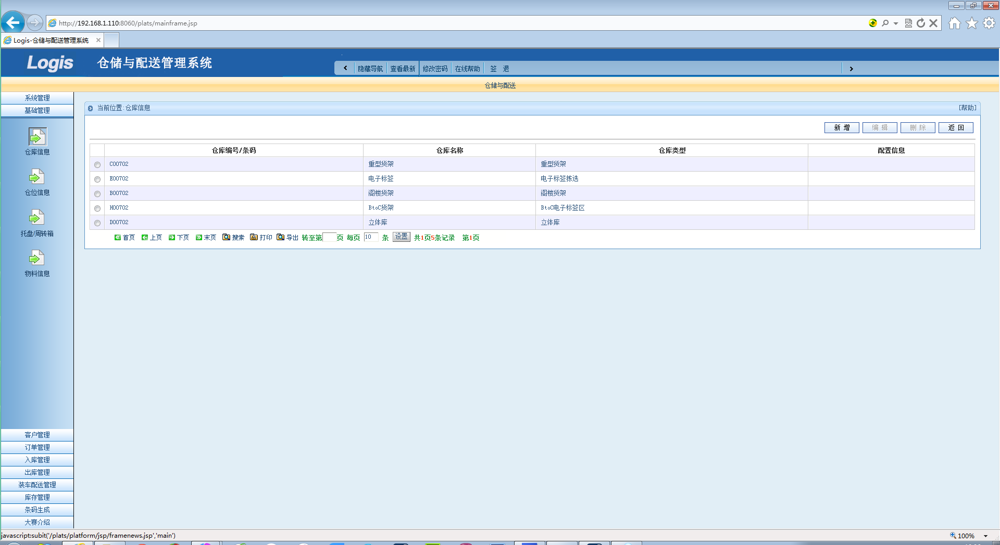 http://192.168.1.110:8060/plats/mainframe.jsp
Logis-仓储与配送管理系统
Logis 仓储与配送管理系统
隐藏导航 查看最新 修改密码 在线帮助 签 退
仓储与配送
系统管理
基础管理
仓库信息
仓位信息
托盘/周转箱
物料信息
客户管理
订单管理
入库管理
出库管理
装车配送管理
库存管理
条码生成
大赛介绍
当前位置:仓库信息 [帮助]
新 增 编 辑 删 除 返 回
仓库编号/条码 仓库名称 仓库类型 配置信息
C00702 重型货架 重型货架
E00702 电子标签 电子标签拣选
B00702 阁楼货架 阁楼货架
H00702 BtoC货架 BtoC电子标签区
D00702 立体库 立体库
首页 上页 下页 末页 搜索 打印 导出 转至第 页 每页 10 条 设置 共1页5条记录 第1页
javascript:subit('/plats/platform/jsp/framenews.jsp','main') 100%